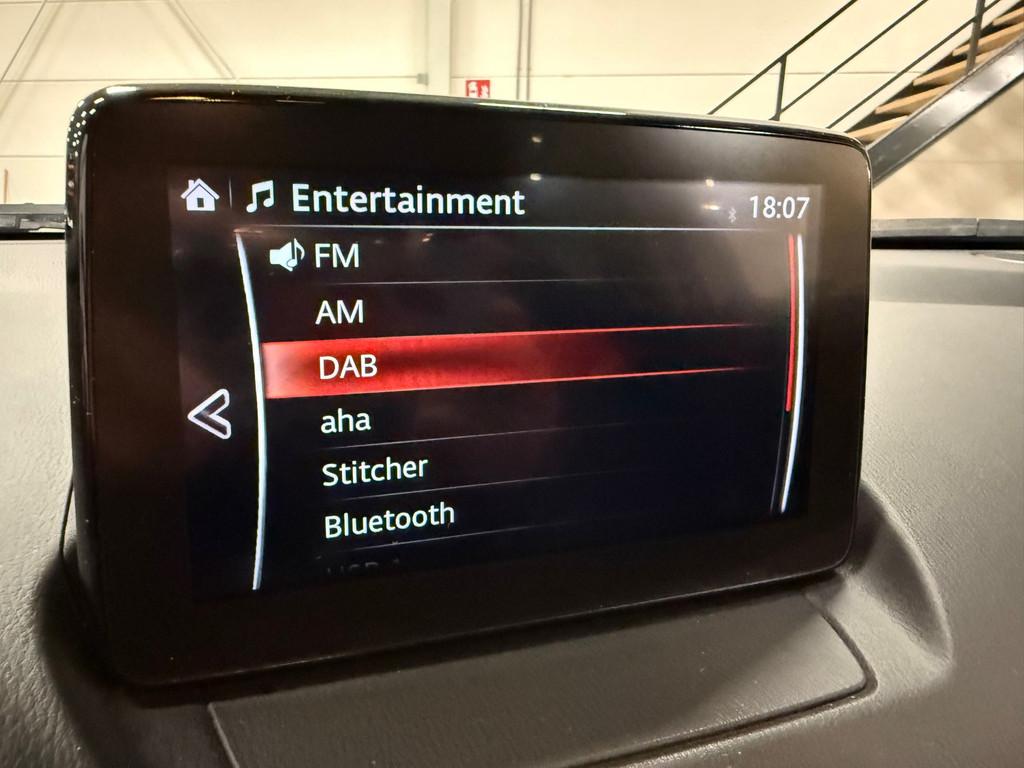 Entertainment
18:07
FM
AM
DAB
aha
Stitcher
Bluetooth